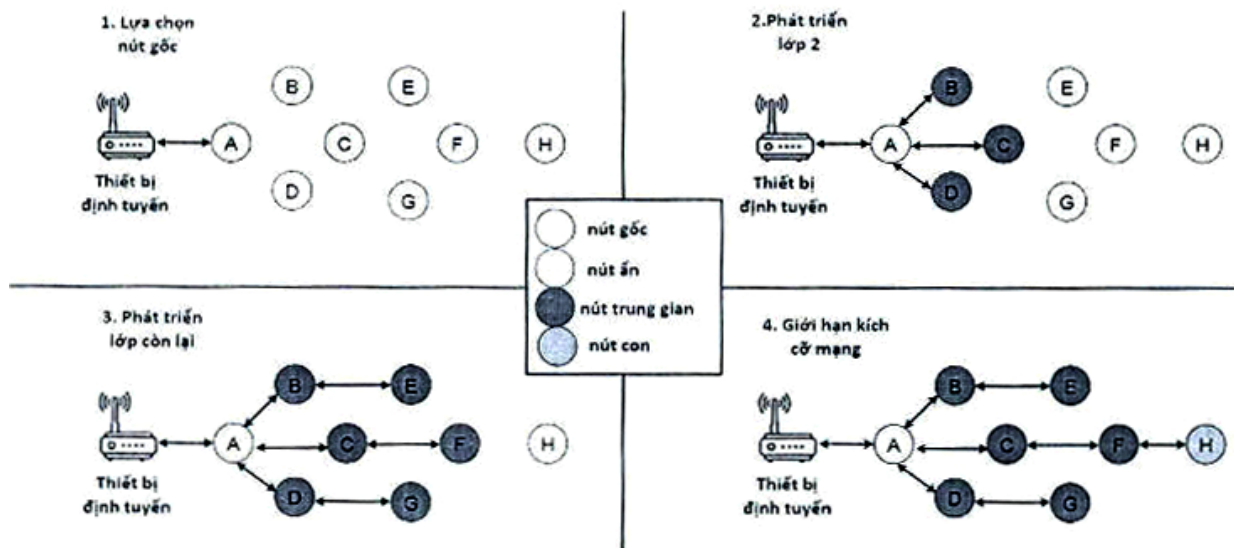 1. Lựa chọn
nút gốc
B
E
A
C
F
H
D
G
Thiết bị
định tuyến
2.Phát triển
lớp 2
B
E
A
C
F
H
D
G
Thiết bị
định tuyến
nút gốc
nút ẩn
nút trung gian
nút con
3. Phát triển
lớp còn lại
B
E
A
C
F
H
D
G
Thiết bị
định tuyến
4. Giới hạn kích
cỡ mạng
B
E
A
C
F
H
D
G
Thiết bị
định tuyến